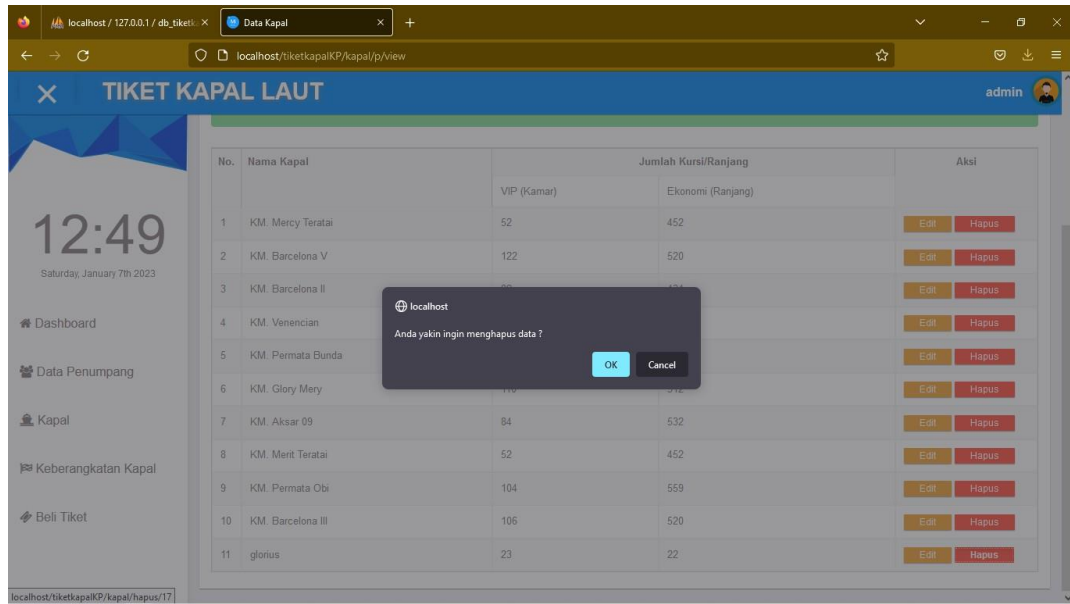 localhost / 127.0.0.1 / db_tiketk
Data Kapal
localhost/tiketkapalKP/kapal/p/view
TIKET KAPAL LAUT
admin
12:49
Saturday, January 7th 2023
Dashboard
Data Penumpang
Kapal
Keberangkatan Kapal
Beli Tiket
No. Nama Kapal Jumlah Kursi/Ranjang Aksi
VIP (Kamar) Ekonomi (Ranjang)
1 KM. Mercy Teratai 52 452 Edit Hapus
2 KM. Barcelona V 122 520 Edit Hapus
3 KM. Barcelona II Edit Hapus
4 KM. Venencian Edit Hapus
5 KM. Permata Bunda Edit Hapus
6 KM. Glory Mery Edit Hapus
7 KM. Aksar 09 84 532 Edit Hapus
8 KM. Merit Teratai 52 452 Edit Hapus
9 KM. Permata Obi 104 559 Edit Hapus
10 KM. Barcelona III 106 520 Edit Hapus
11 glorius 23 22 Edit Hapus
localhost
Anda yakin ingin menghapus data ?
OK Cancel
localhost/tiketkapalKP/kapal/hapus/17